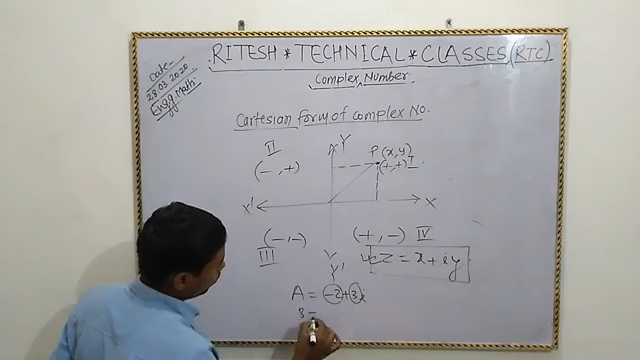 RITESH * TECHNICAL * CLASSES, (RTC)
Complex Number
Date-
28.03.2020
Engg Math
Cartesian form of complex No.
II
(-, +)
Y
P (x, y)
(+, +) I
X'
X
(-, -)
III
(+, -) IV
Y'
Z = x + iy
A = -2 + 3i